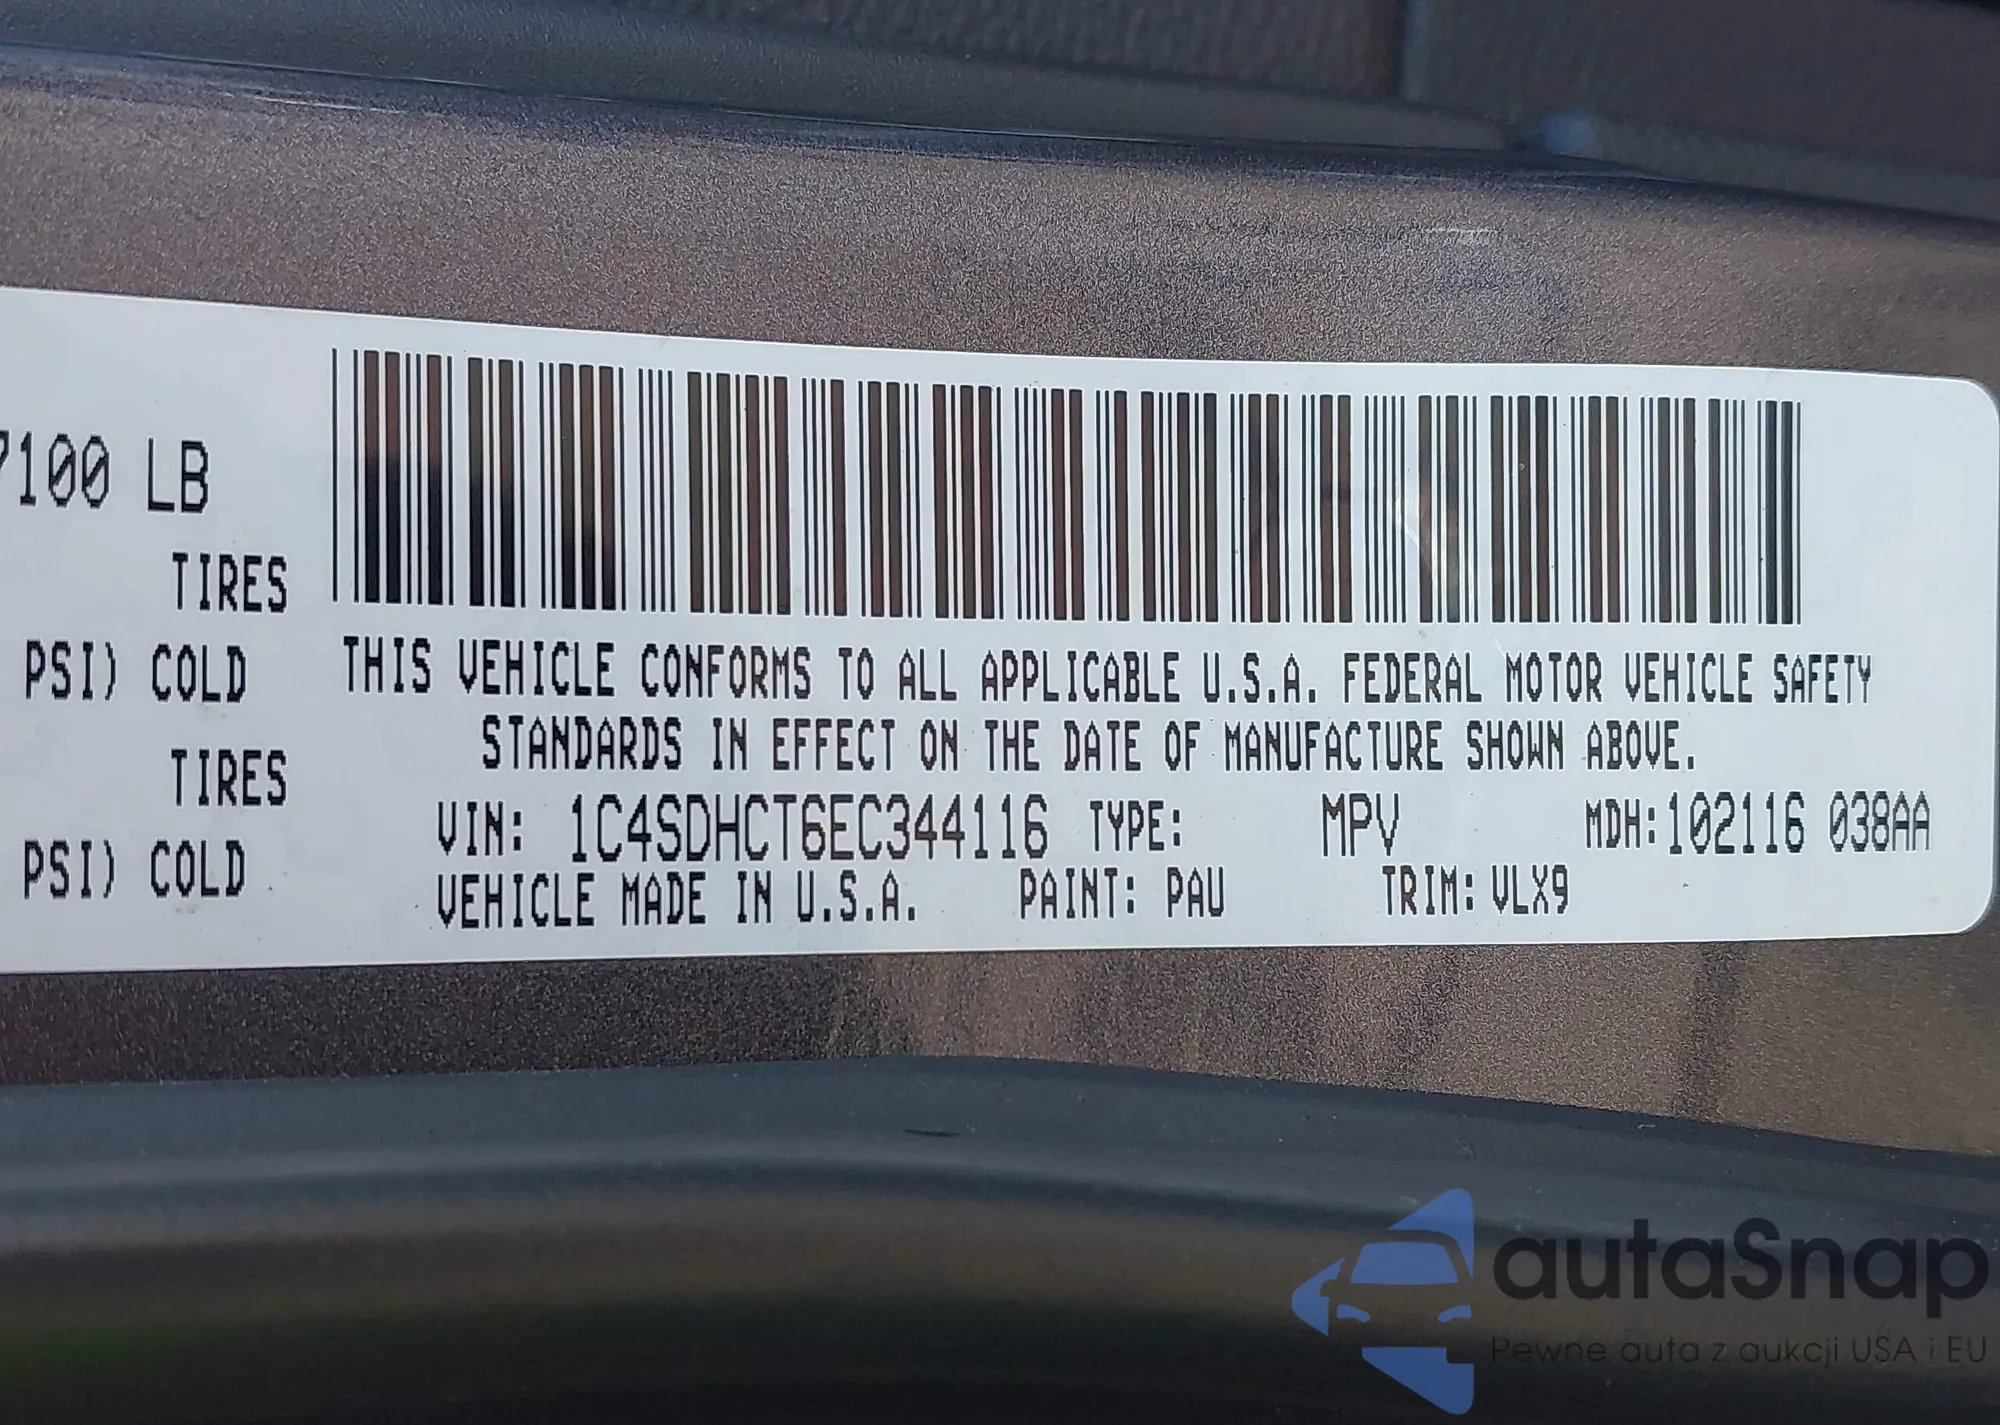 7100 LB
TIRES
PSI) COLD
TIRES
PSI) COLD
THIS VEHICLE CONFORMS TO ALL APPLICABLE U.S.A. FEDERAL MOTOR VEHICLE SAFETY
STANDARDS IN EFFECT ON THE DATE OF MANUFACTURE SHOWN ABOVE.
VIN: 1C4SDHCT6EC344116 TYPE: MPV MDH:102116 038AA
VEHICLE MADE IN U.S.A. PAINT: PAU TRIM: VLX9
autaSnap
Pewne auta z aukcji USA i EU